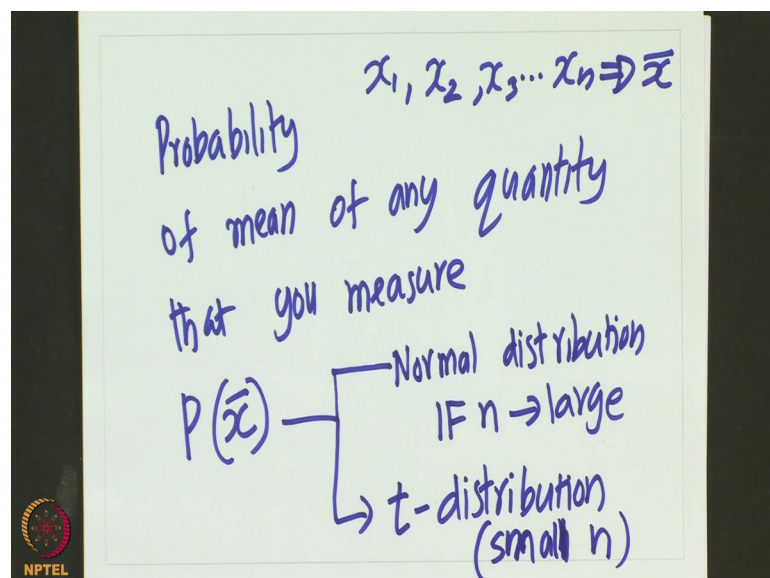 x₁, x₂, x₃... xₙ ⇒ x̄
Probability
of mean of any quantity
that you measure
P(x̄)
Normal distribution
IF n → large
→ t-distribution
(small n)
NPTEL